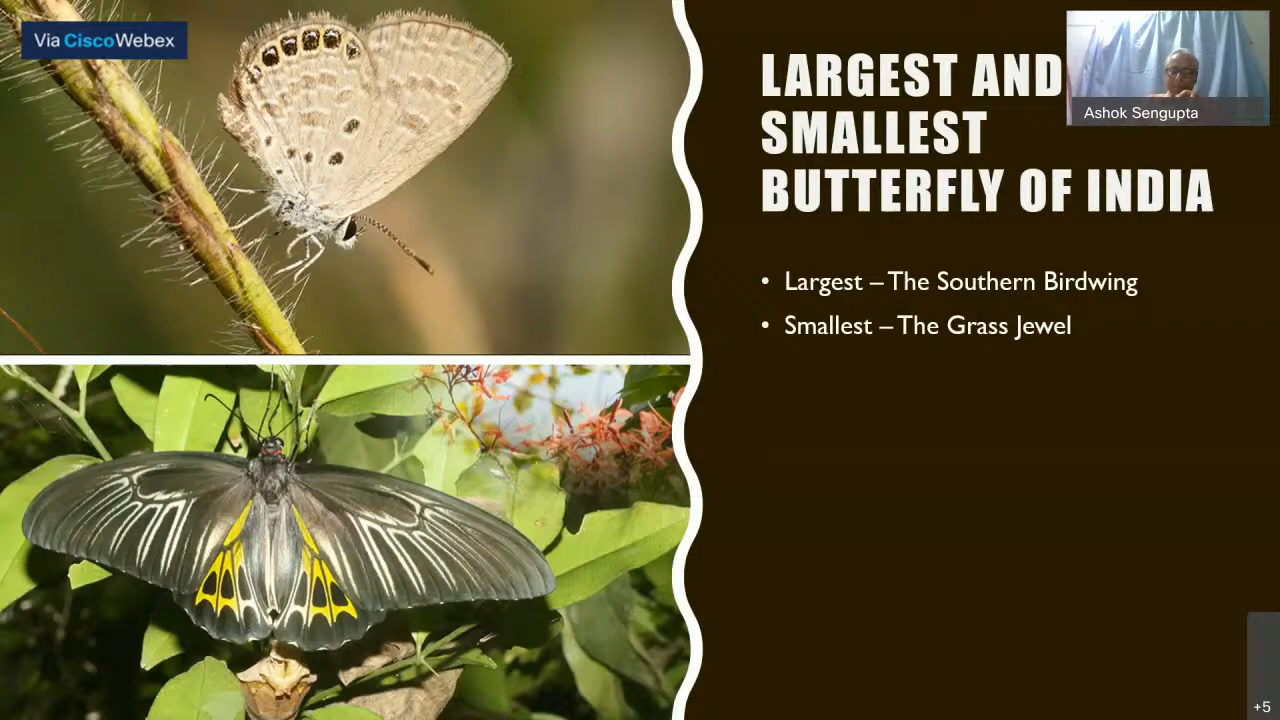 Via CiscoWebex
LARGEST AND
SMALLEST
BUTTERFLY OF INDIA
Ashok Sengupta
• Largest – The Southern Birdwing
• Smallest – The Grass Jewel
+5